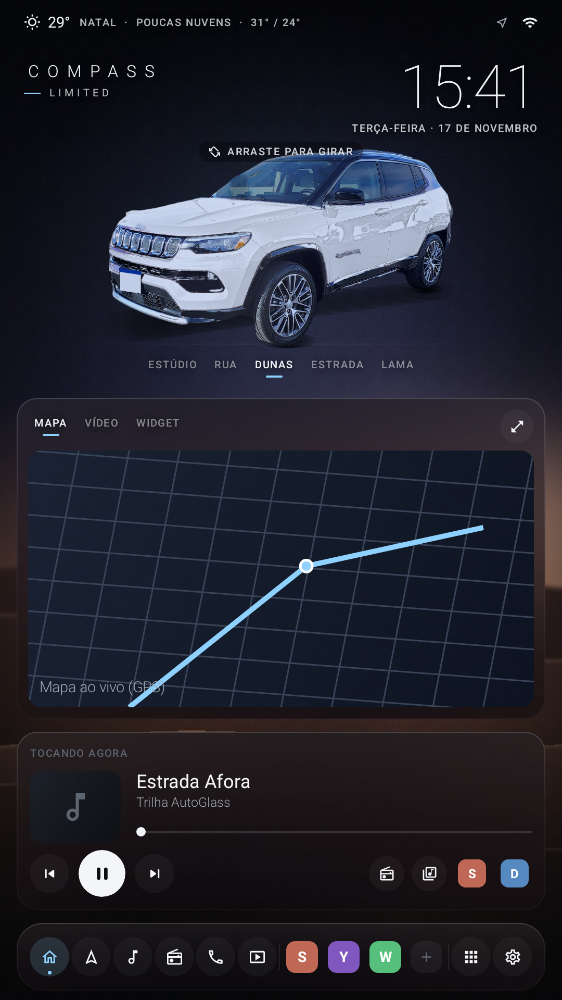 29° NATAL · POUCAS NUVENS · 31° / 24°
COMPASS
LIMITED
15:41
TERÇA-FEIRA · 17 DE NOVEMBRO
ARRASTE PARA GIRAR
ESTÚDIO RUA DUNAS ESTRADA LAMA
MAPA VÍDEO WIDGET
Mapa ao vivo (GPS)
TOCANDO AGORA
Estrada Afora
Trilha AutoGlass
S D
S Y W